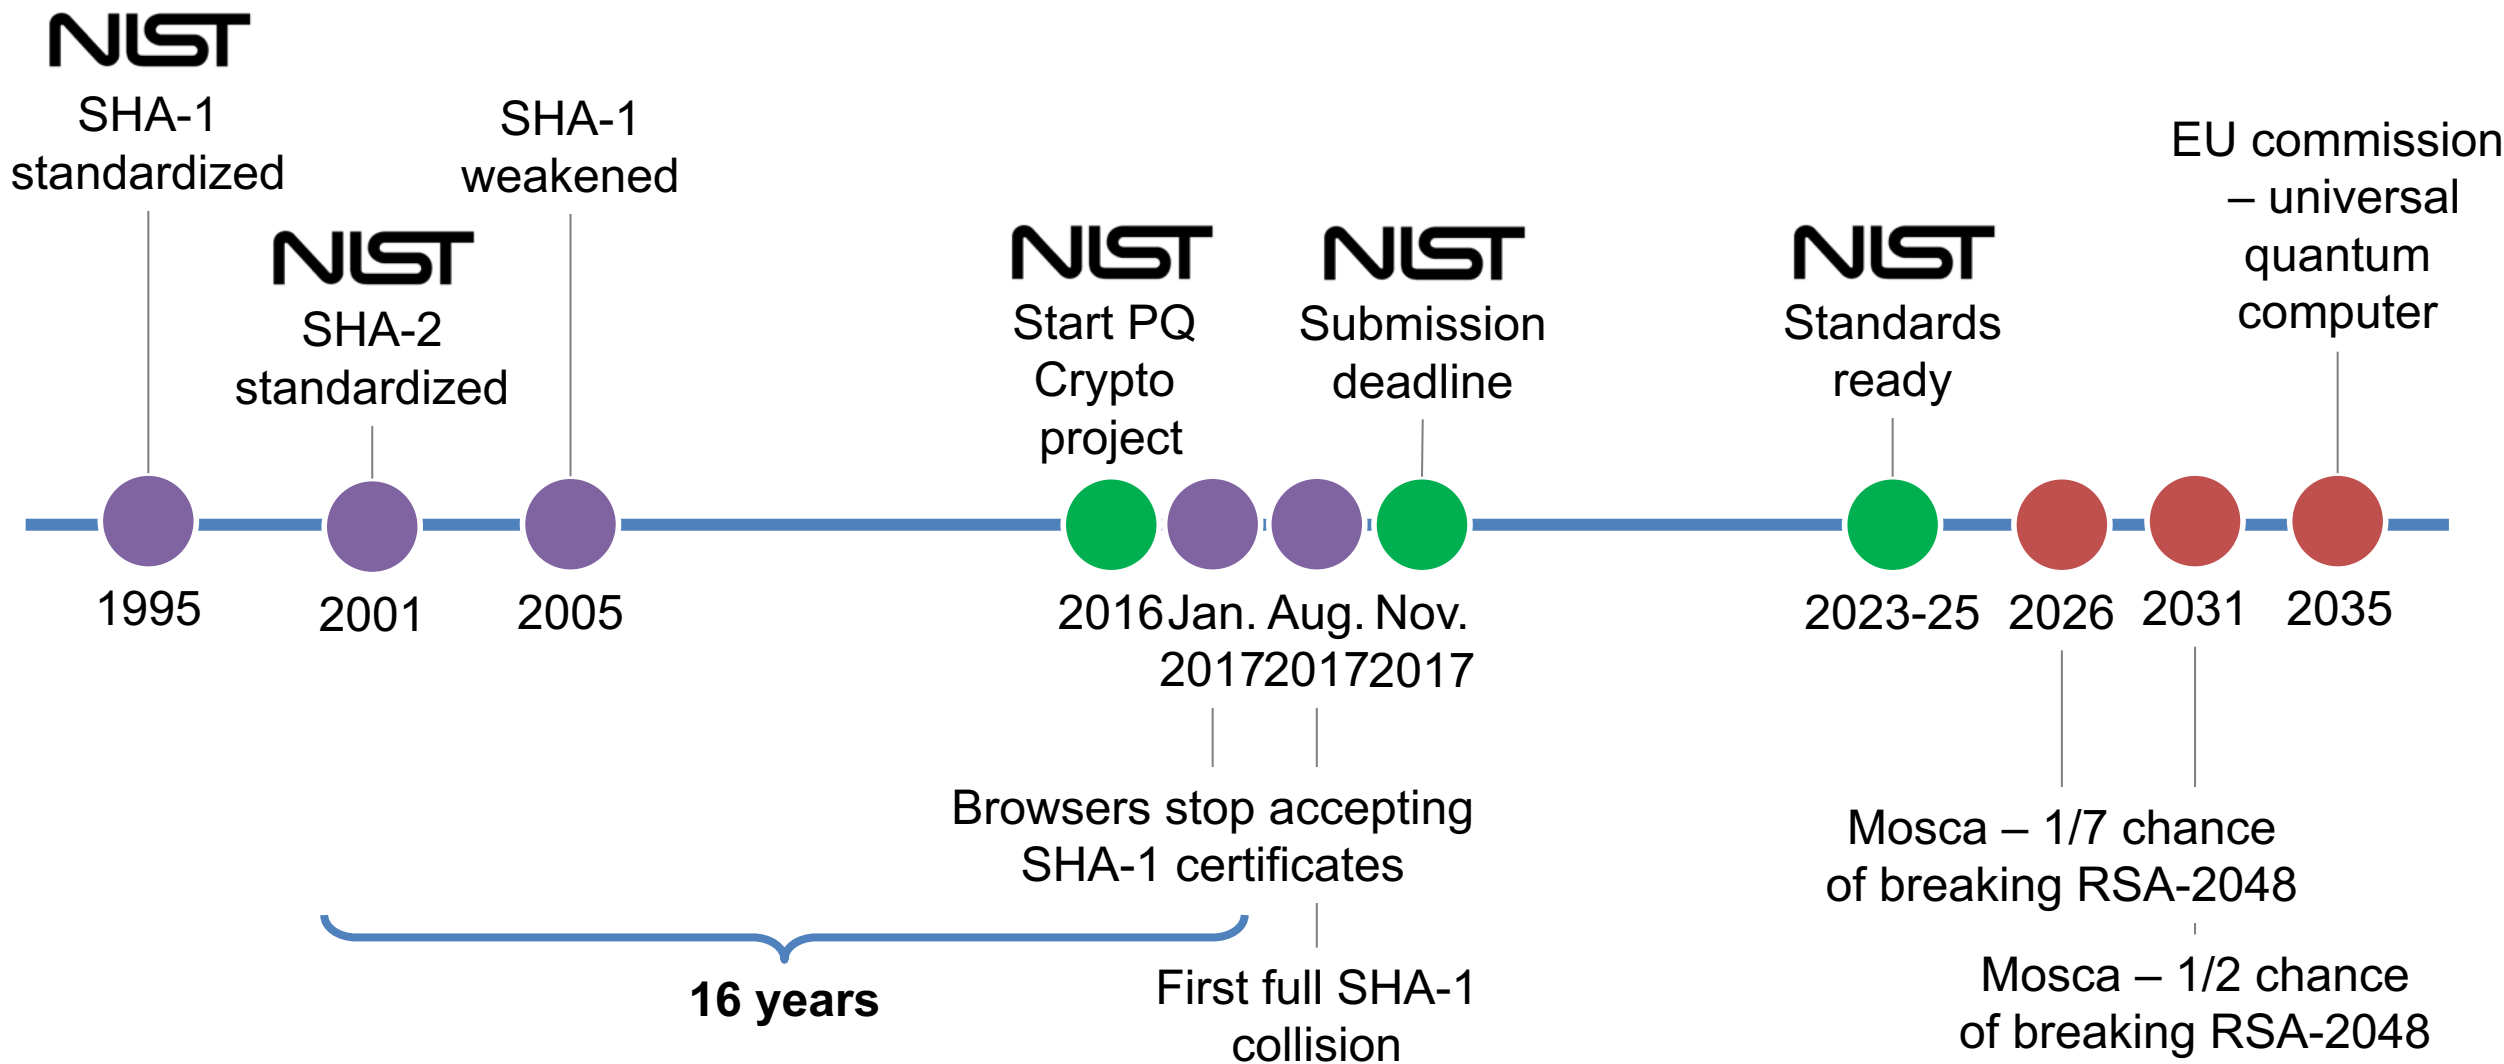 NIST
SHA-1
standardized
NIST
SHA-2
standardized
SHA-1
weakened
NIST
Start PQ
Crypto
project
NIST
Submission
deadline
NIST
Standards
ready
EU commission
– universal
quantum
computer
1995
2001
2005
2016
Jan.
2017
Aug.
2017
Nov.
2017
2023-25
2026
2031
2035
Browsers stop accepting
SHA-1 certificates
16 years
First full SHA-1
collision
Mosca – 1/7 chance
of breaking RSA-2048
Mosca – 1/2 chance
of breaking RSA-2048